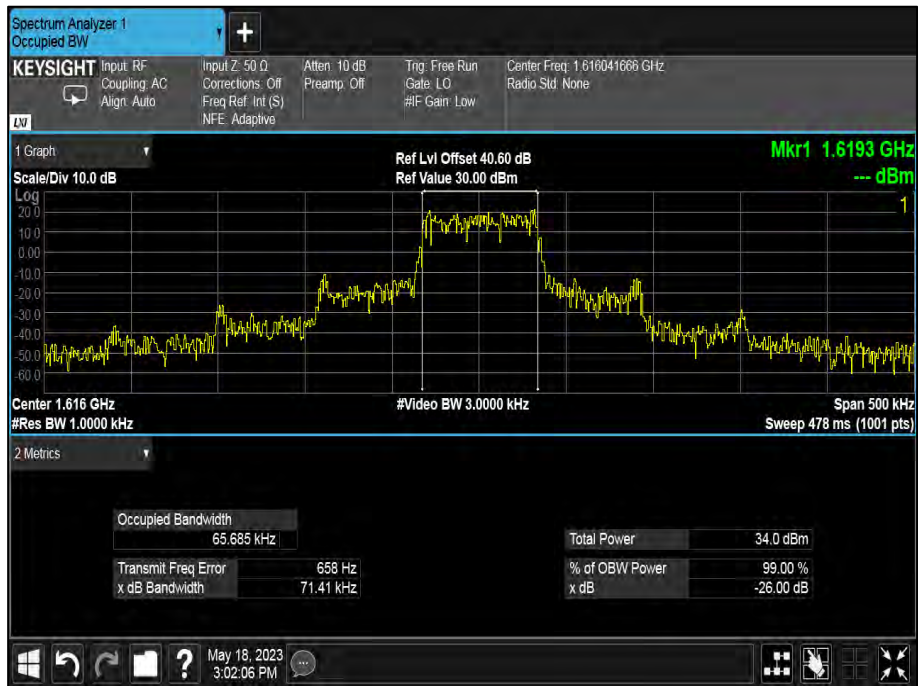 Spectrum Analyzer 1
Occupied BW
+
KEYSIGHT Input: RF Input Z: 50 Ω Atten: 10 dB Trig: Free Run Center Freq: 1.616041666 GHz
Coupling: AC Corrections: Off Preamp: Off Gate: LO Radio Std: None
Align: Auto Freq Ref: Int (S) #IF Gain: Low
LXI NFE: Adaptive
1 Graph Ref Lvl Offset 40.60 dB Mkr1 1.6193 GHz
Scale/Div 10.0 dB Ref Value 30.00 dBm --- dBm
Log 1
20.0
10.0
0.00
-10.0
-20.0
-30.0
-40.0
-50.0
-60.0
Center 1.616 GHz #Video BW 3.0000 kHz Span 500 kHz
#Res BW 1.0000 kHz Sweep 478 ms (1001 pts)
2 Metrics
Occupied Bandwidth
65.685 kHz Total Power 34.0 dBm
Transmit Freq Error 658 Hz % of OBW Power 99.00 %
x dB Bandwidth 71.41 kHz x dB -26.00 dB
? May 18, 2023
3:02:06 PM